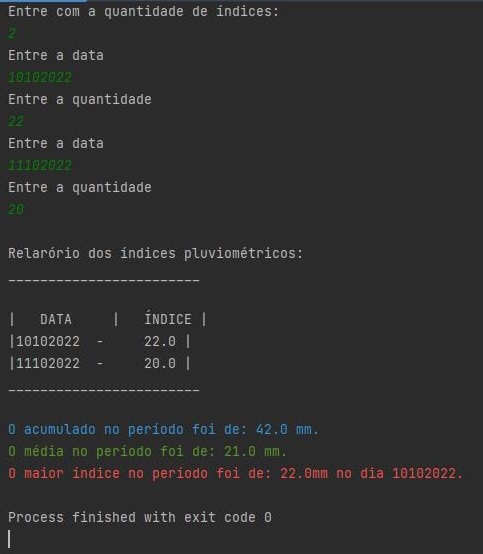 Entre com a quantidade de índices:
2
Entre a data
10102022
Entre a quantidade
22
Entre a data
11102022
Entre a quantidade
20
Relarório dos índices pluviométricos:
------------------------
|   DATA     |   ÍNDICE |
|10102022  -     22.0 |
|11102022  -     20.0 |
------------------------
O acumulado no período foi de: 42.0 mm.
O média no período foi de: 21.0 mm.
O maior índice no período foi de: 22.0mm no dia 10102022.
Process finished with exit code 0